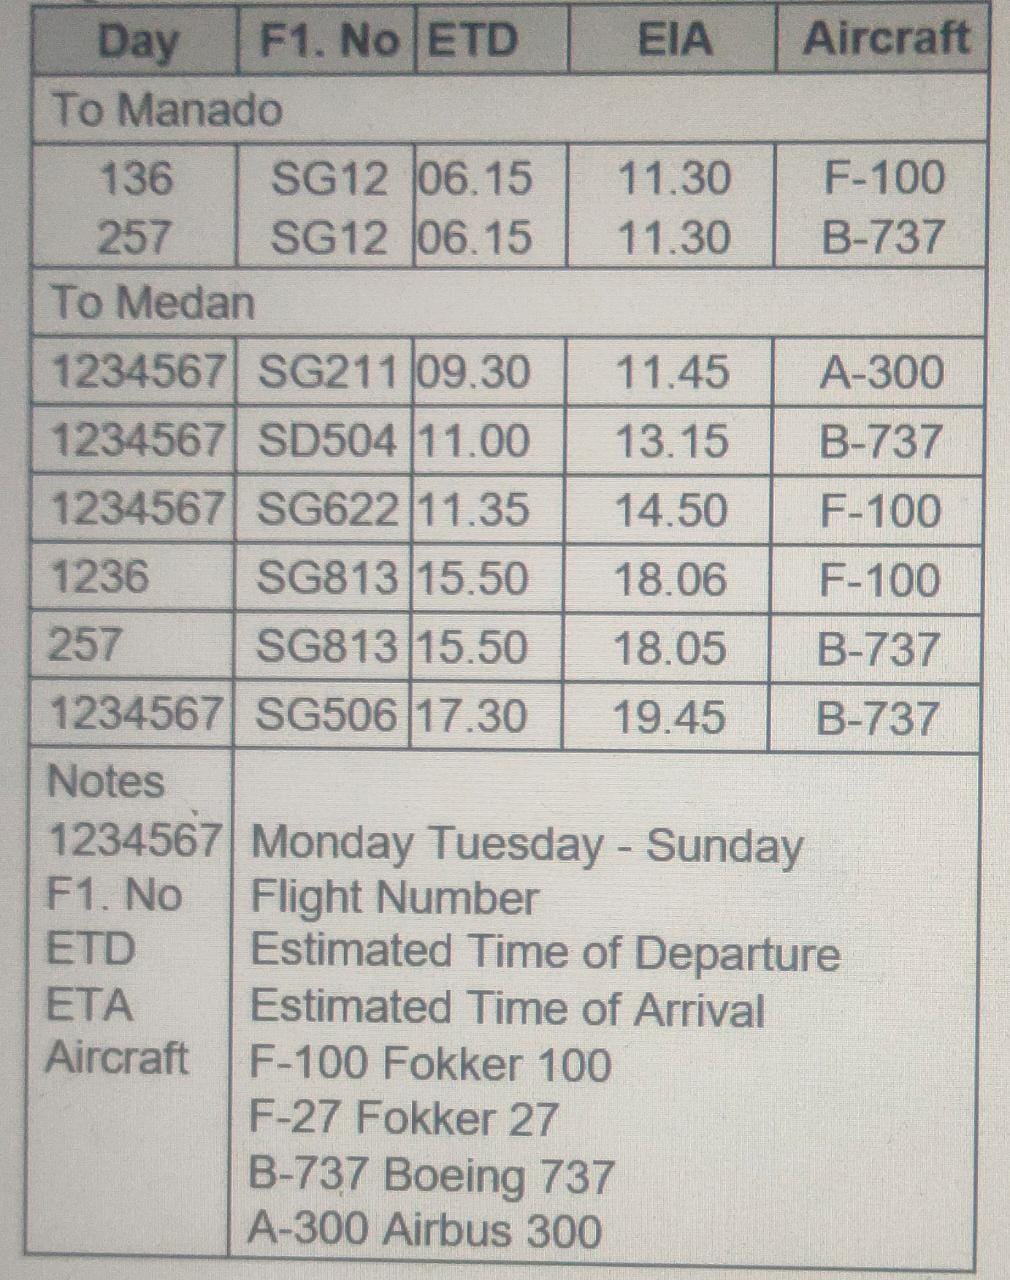 Day F1. No ETD EIA Aircraft
To Manado
136 SG12 06.15 11.30 F-100
257 SG12 06.15 11.30 B-737
To Medan
1234567 SG211 09.30 11.45 A-300
1234567 SD504 11.00 13.15 B-737
1234567 SG622 11.35 14.50 F-100
1236 SG813 15.50 18.06 F-100
257 SG813 15.50 18.05 B-737
1234567 SG506 17.30 19.45 B-737
Notes
1234567 Monday Tuesday - Sunday
F1. No Flight Number
ETD Estimated Time of Departure
ETA Estimated Time of Arrival
Aircraft F-100 Fokker 100
F-27 Fokker 27
B-737 Boeing 737
A-300 Airbus 300